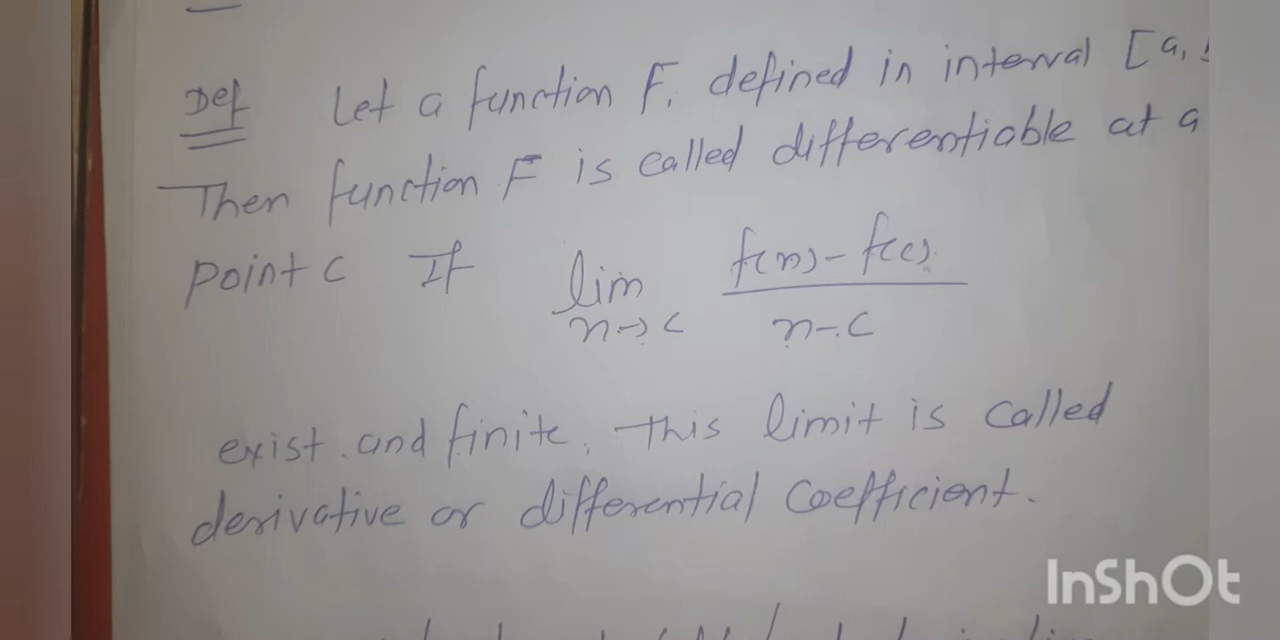 Def Let a function F, defined in interval [a,
Then function F is called differentiable at a
point c If lim f(n) - f(c)
n→c n-c
exist and finite, This limit is called
derivative or differential Coefficient.
InShOt